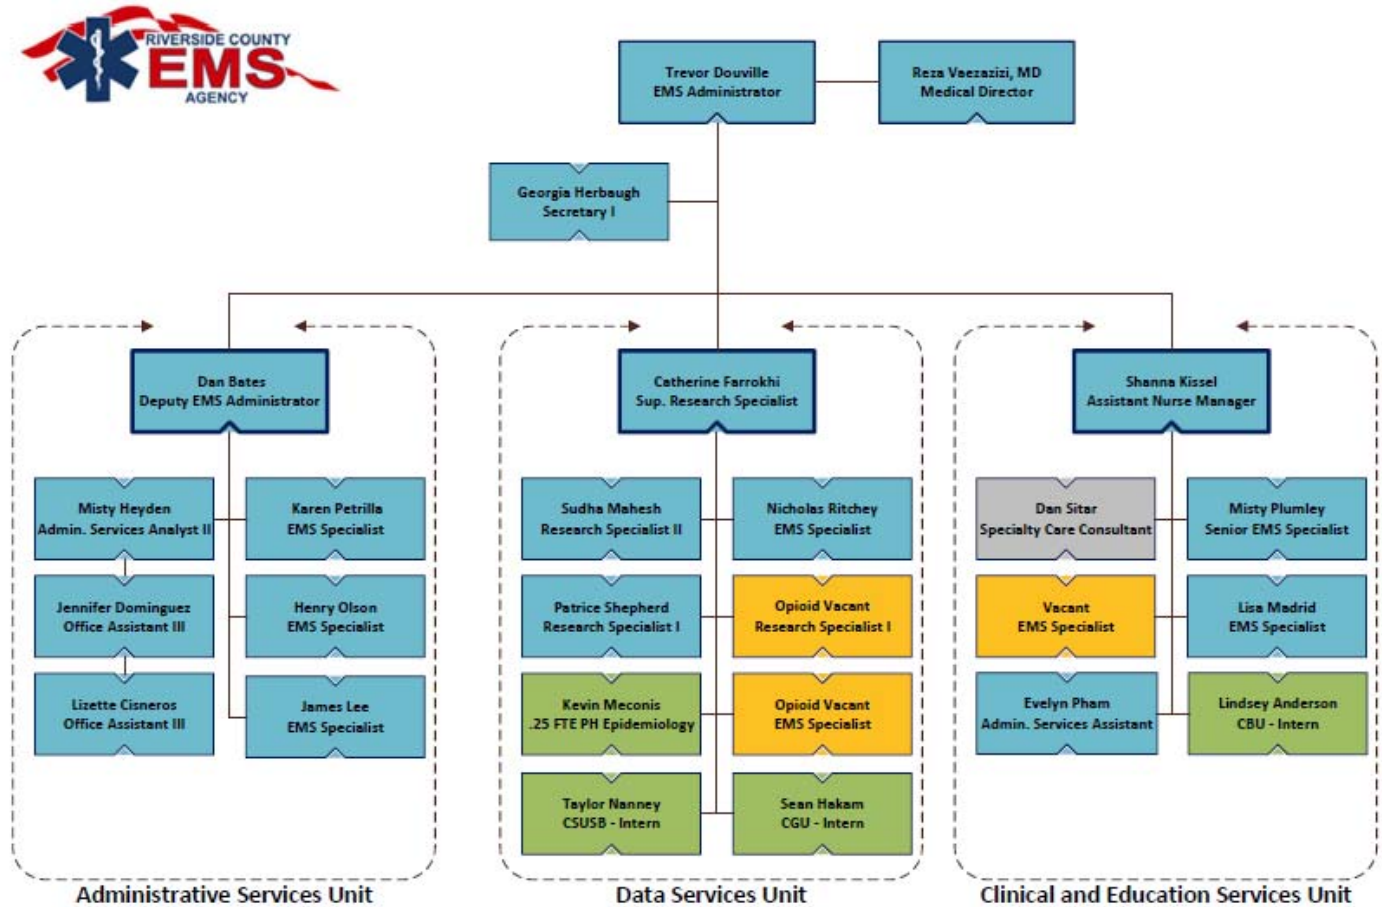 RIVERSIDE COUNTY
EMS
AGENCY
Trevor Douville
EMS Administrator
Reza Vaezazizi, MD
Medical Director
Georgia Herbaugh
Secretary I
Dan Bates
Deputy EMS Administrator
Misty Heyden
Admin. Services Analyst II
Karen Petrilla
EMS Specialist
Jennifer Dominguez
Office Assistant III
Henry Olson
EMS Specialist
Lizette Cisneros
Office Assistant III
James Lee
EMS Specialist
Administrative Services Unit
Catherine Farrokhi
Sup. Research Specialist
Sudha Mahesh
Research Specialist II
Nicholas Ritchey
EMS Specialist
Patrice Shepherd
Research Specialist I
Opioid Vacant
Research Specialist I
Kevin Meconis
.25 FTE PH Epidemiology
Opioid Vacant
EMS Specialist
Taylor Nanney
CSUSB - Intern
Sean Hakam
CGU - Intern
Data Services Unit
Shanna Kissel
Assistant Nurse Manager
Dan Sitar
Specialty Care Consultant
Misty Plumley
Senior EMS Specialist
Vacant
EMS Specialist
Lisa Madrid
EMS Specialist
Evelyn Pham
Admin. Services Assistant
Lindsey Anderson
CBU - Intern
Clinical and Education Services Unit